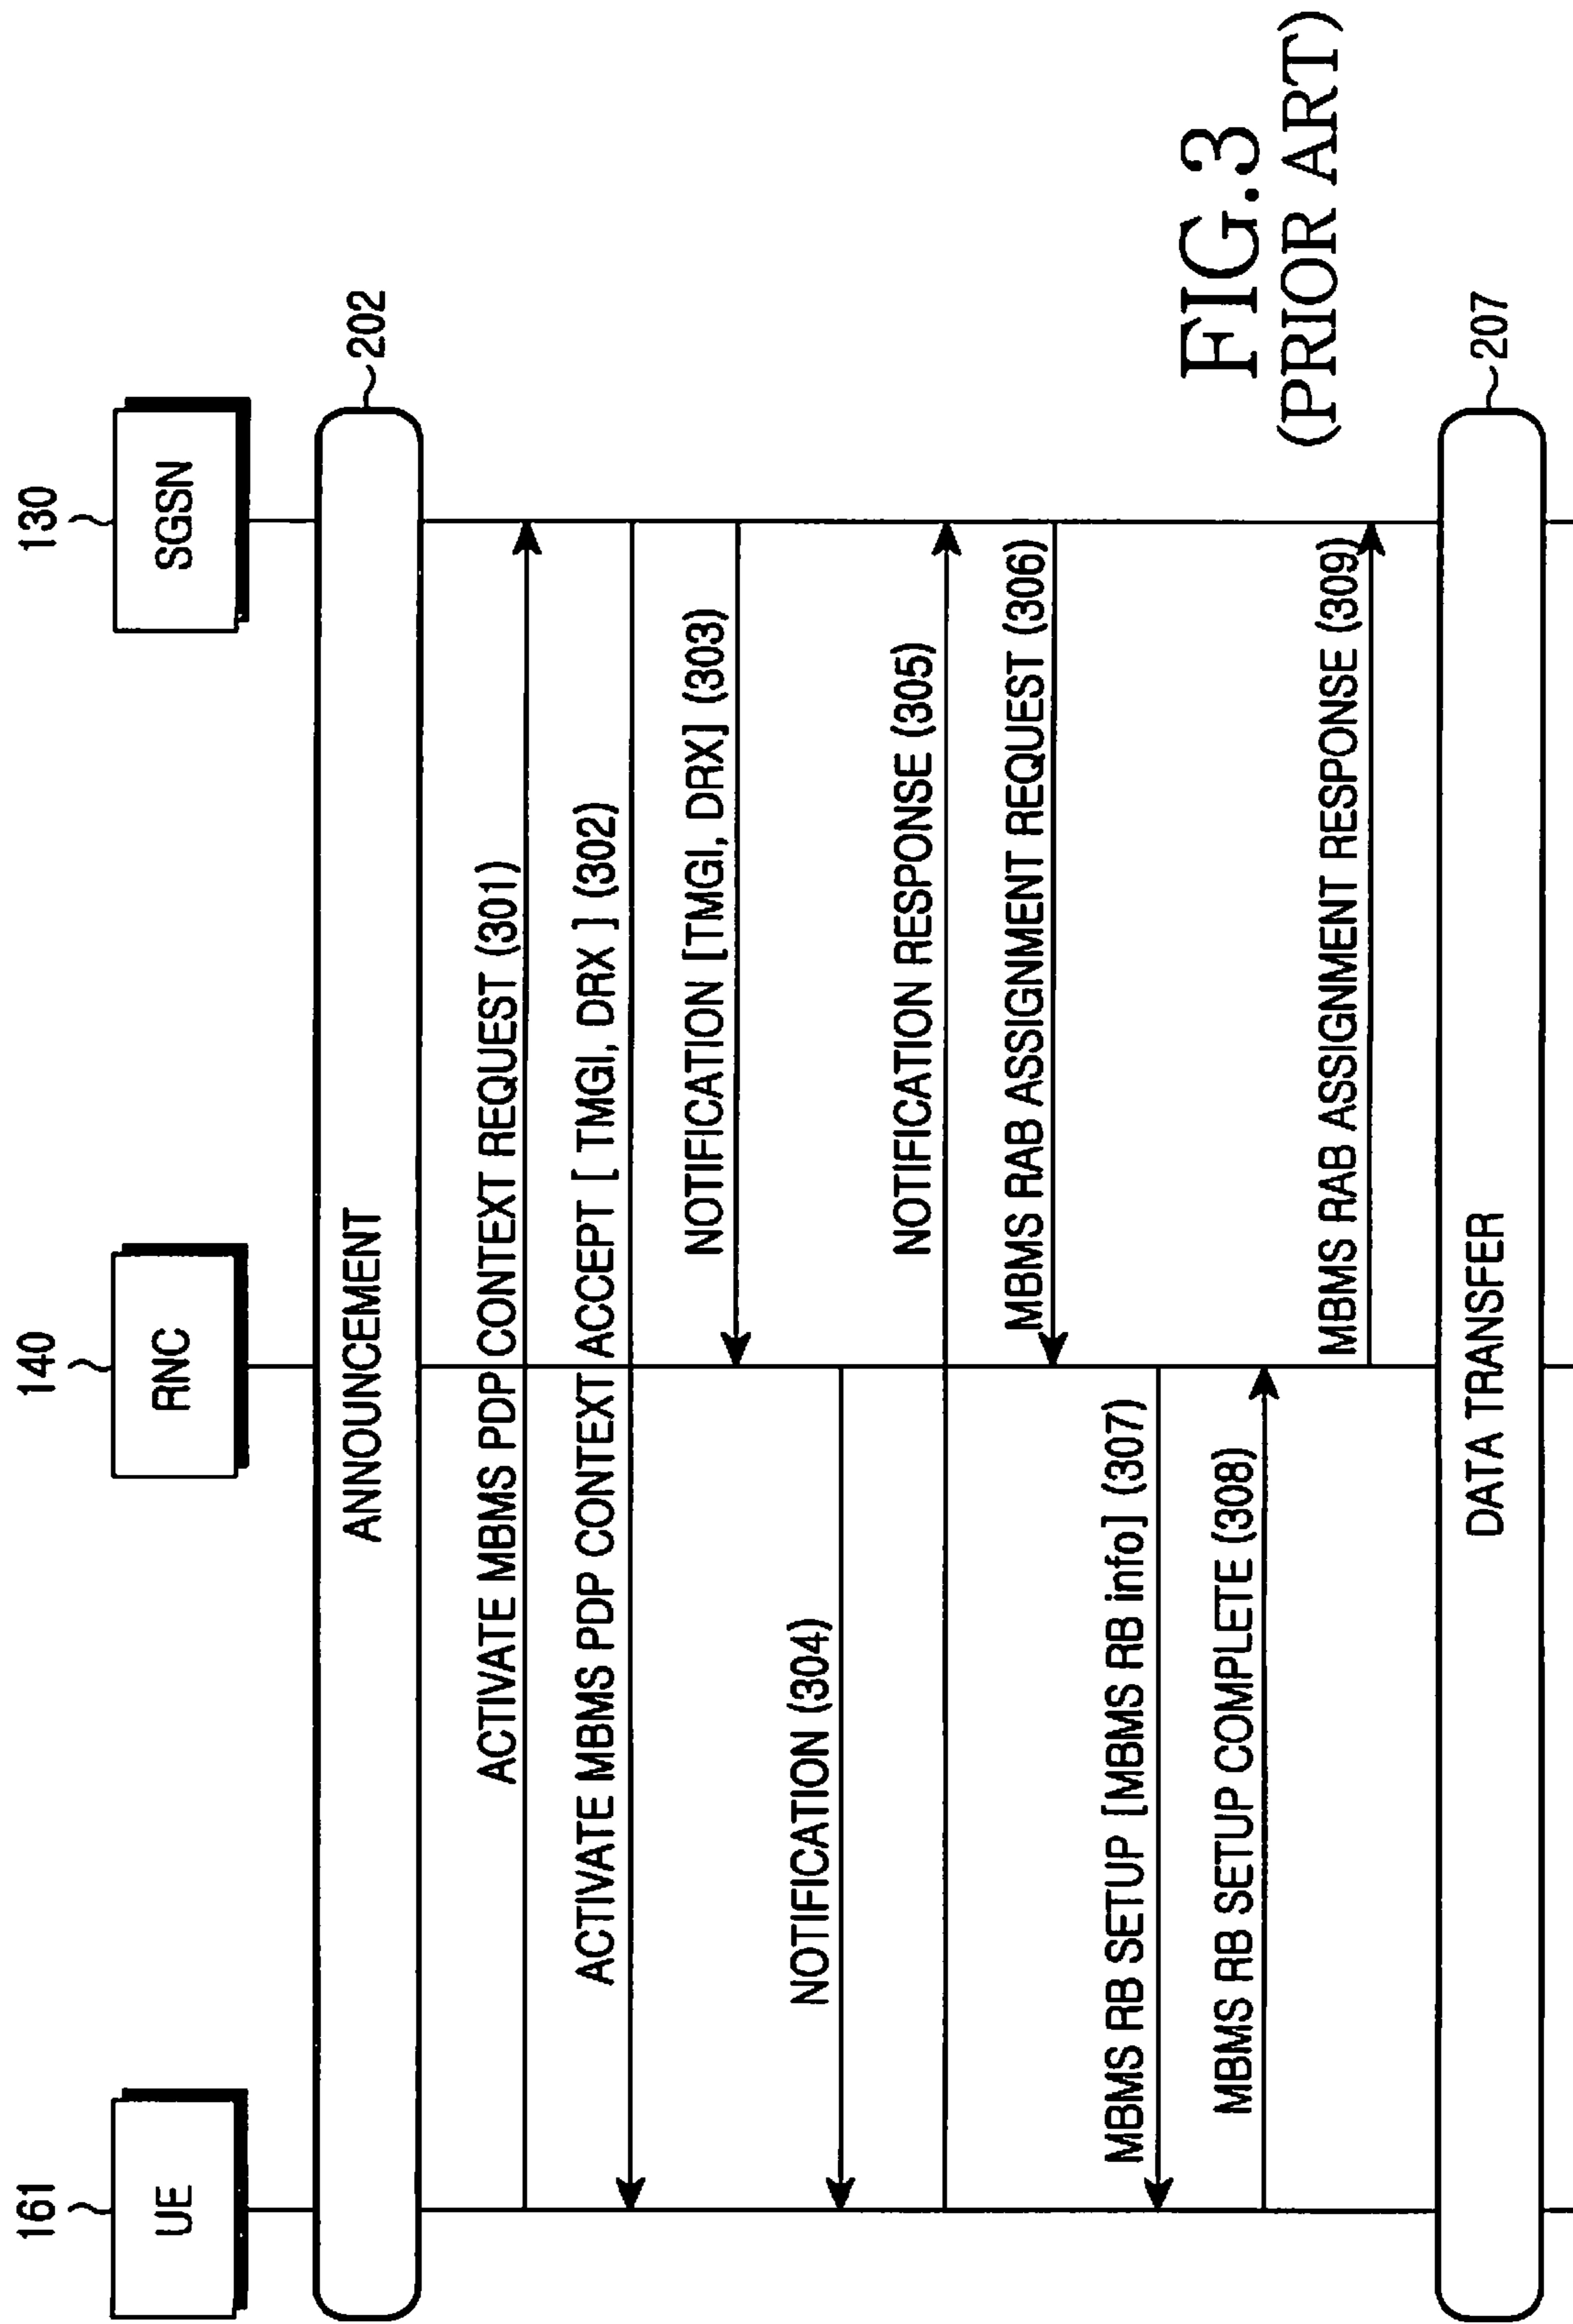 161
140
130
UE
RNC
SGSN
ANNOUNCEMENT
202
ACTIVATE MBMS PDP CONTEXT REQUEST (301)
ACTIVATE MBMS PDP CONTEXT ACCEPT [ TMGI, DRX ] (302)
NOTIFICATION [TMGI, DRX] (303)
NOTIFICATION (304)
NOTIFICATION RESPONSE (305)
MBMS RAB ASSIGNMENT REQUEST (306)
MBMS RB SETUP [MBMS RB info] (307)
MBMS RB SETUP COMPLETE (308)
MBMS RAB ASSIGNMENT RESPONSE (309)
DATA TRANSFER
207
FIG.3
(PRIOR ART)